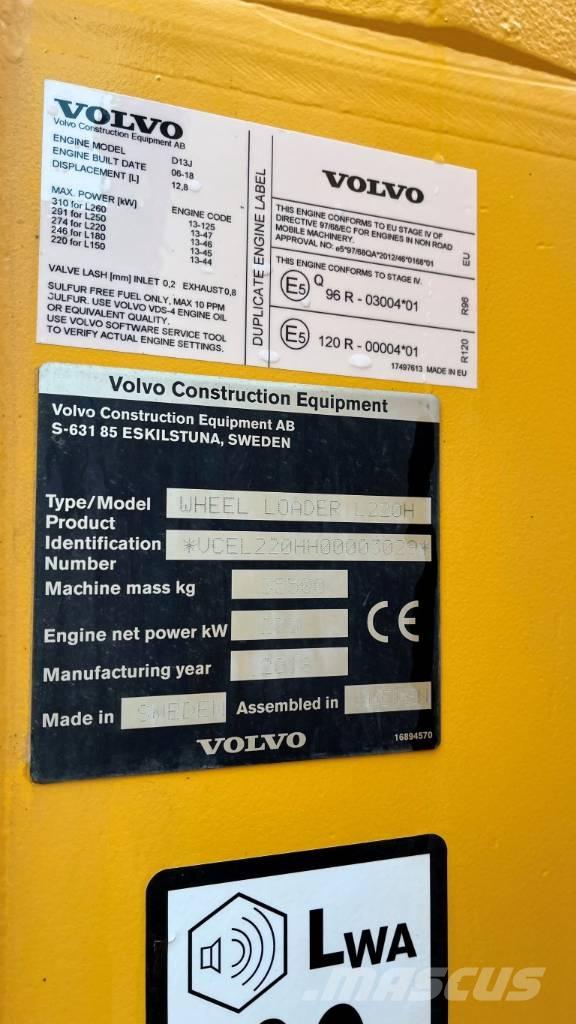 VOLVO
Volvo Construction Equipment AB
ENGINE MODEL D13J
ENGINE BUILT DATE 06-18
DISPLACEMENT [L] 12,8
MAX. POWER [kW] ENGINE CODE
310 for L260 13-125
291 for L250 13-47
274 for L220 13-46
246 for L180 13-45
220 for L150 13-44
VALVE LASH [mm] INLET 0,2 EXHAUST 0,8
SULFUR FREE FUEL ONLY, MAX 10 PPM
SULFUR. USE VOLVO VDS-4 ENGINE OIL
OR EQUIVALENT QUALITY.
USE VOLVO SOFTWARE SERVICE TOOL
TO VERIFY ACTUAL ENGINE SETTINGS.
DUPLICATE ENGINE LABEL
VOLVO
THIS ENGINE CONFORMS TO EU STAGE IV OF
DIRECTIVE 97/68/EC FOR ENGINES IN NON ROAD
MOBILE MACHINERY.
APPROVAL NO: e5*97/68QA*2012/46*0166*01
EU
THIS ENGINE CONFORMS TO STAGE IV.
E5 Q 96 R - 03004*01
R96
E5 120 R - 00004*01
R120
17497613 MADE IN EU
Volvo Construction Equipment
Volvo Construction Equipment AB
S-631 85 ESKILSTUNA, SWEDEN
Type/Model WHEEL LOADER L220H
Product
Identification *VCEL220HH00003029*
Number
Machine mass kg
Engine net power kW
CE
Manufacturing year 2018
Made in SWEDEN Assembled in SWEDEN
VOLVO
16894570
LWA
MASCUS